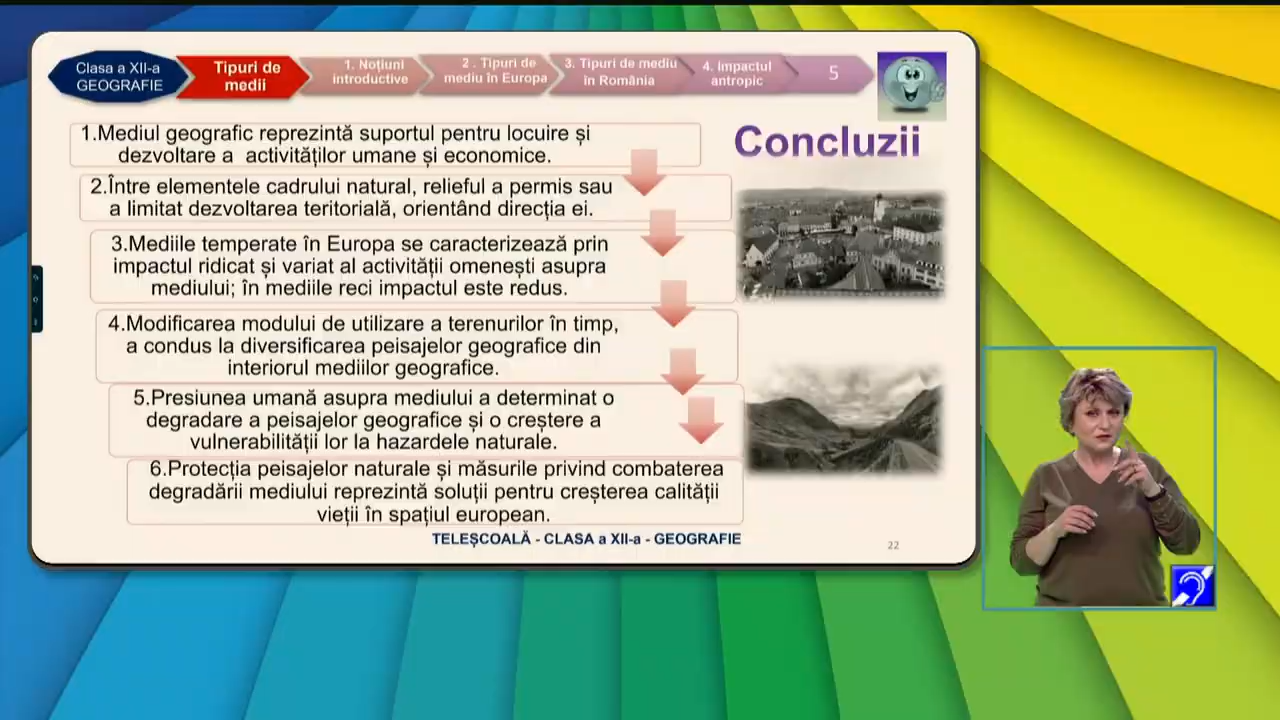 Clasa a XII-a
GEOGRAFIE
Tipuri de
medii
1. Noțiuni
introductive
2 . Tipuri de
mediu în Europa
3. Tipuri de mediu
în România
4. Impactul
antropic
5
Concluzii
1.Mediul geografic reprezintă suportul pentru locuire și
dezvoltare a activităților umane și economice.
2.Între elementele cadrului natural, relieful a permis sau
a limitat dezvoltarea teritorială, orientând direcția ei.
3.Mediile temperate în Europa se caracterizează prin
impactul ridicat și variat al activității omenești asupra
mediului; în mediile reci impactul este redus.
4.Modificarea modului de utilizare a terenurilor în timp,
a condus la diversificarea peisajelor geografice din
interiorul mediilor geografice.
5.Presiunea umană asupra mediului a determinat o
degradare a peisajelor geografice și o creștere a
vulnerabilității lor la hazardele naturale.
6.Protecția peisajelor naturale și măsurile privind combaterea
degradării mediului reprezintă soluții pentru creșterea calității
vieții în spațiul european.
TELEȘCOALĂ - CLASA a XII-a - GEOGRAFIE
22